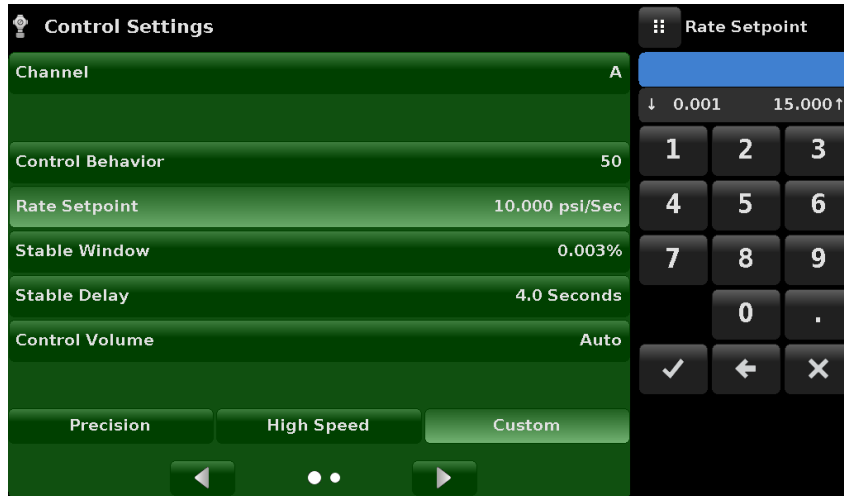 Control Settings
Channel A
Control Behavior 50
Rate Setpoint 10.000 psi/Sec
Stable Window 0.003%
Stable Delay 4.0 Seconds
Control Volume Auto
Precision High Speed Custom
Rate Setpoint
↓ 0.001 15.000↑
1 2 3
4 5 6
7 8 9
0 .